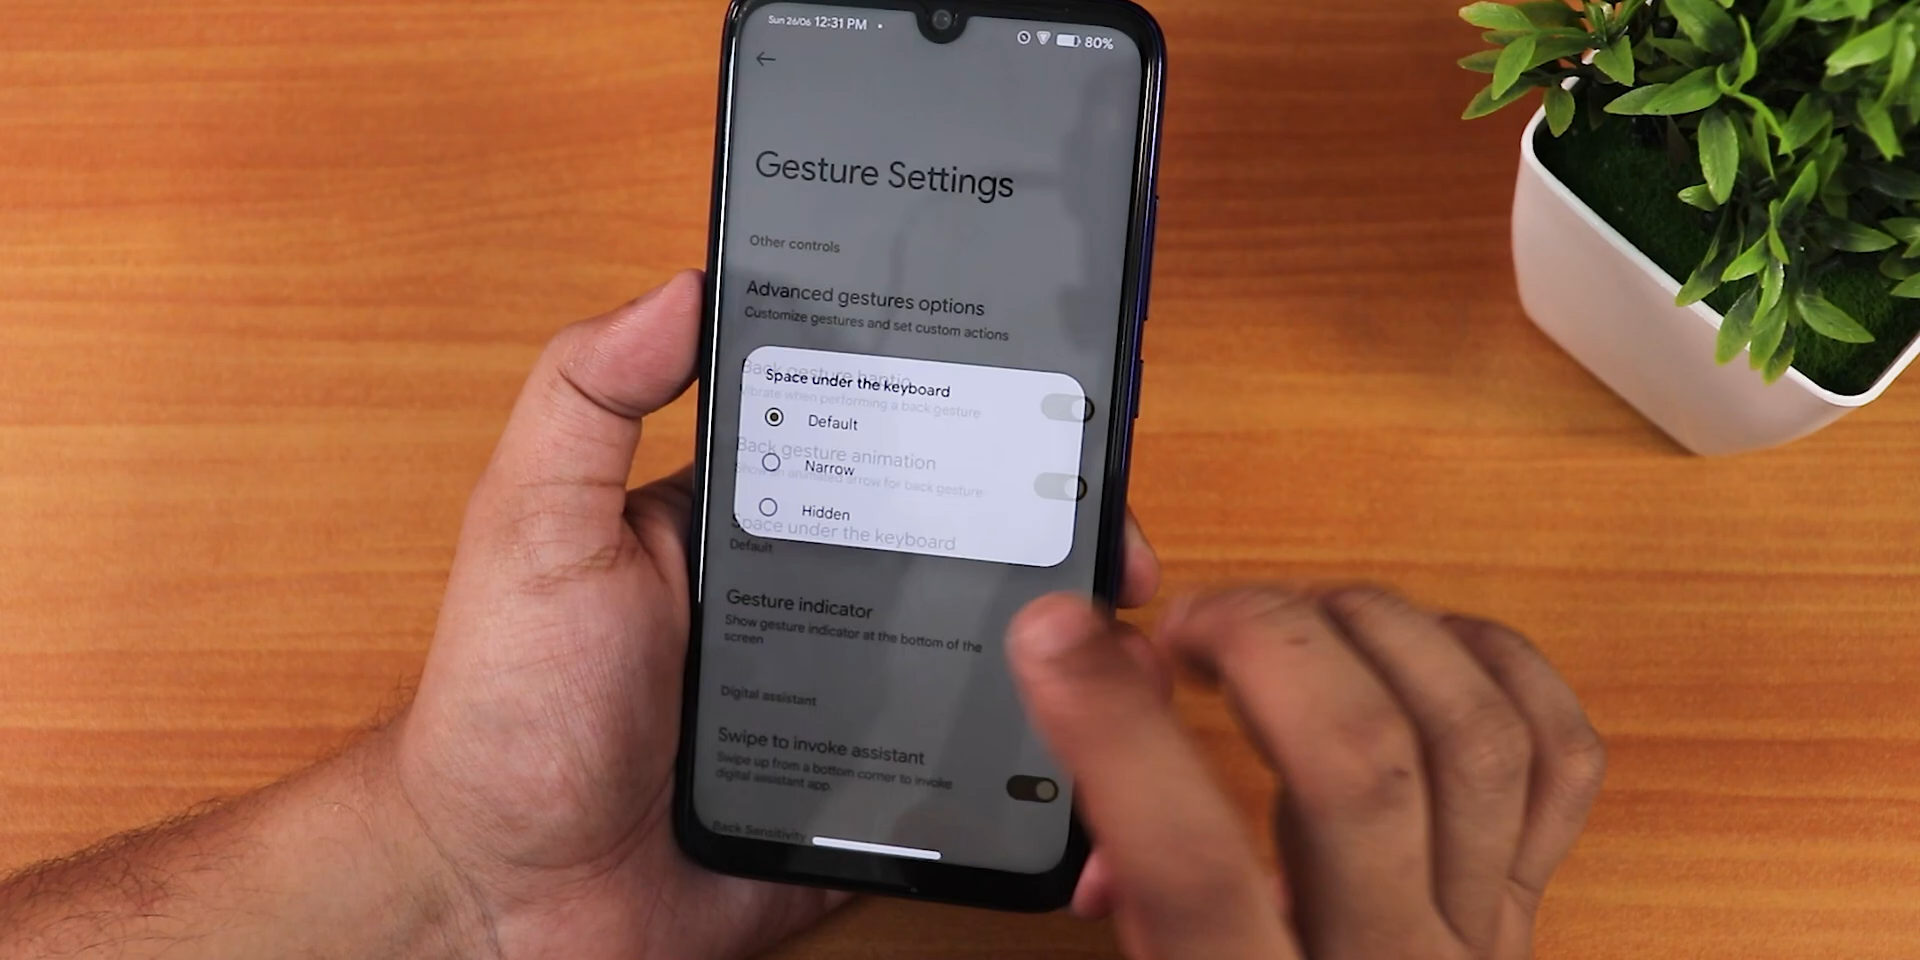 Sun 26/06 12:31 PM
80%
Gesture Settings
Other controls
Advanced gestures options
Customize gestures and set custom actions
Back gesture haptic
Vibrate when performing a back gesture
Space under the keyboard
Default
Back gesture animation
Narrow
Show an animated arrow for back gesture
Hidden
Space under the keyboard
Default
Gesture indicator
Show gesture indicator at the bottom of the
screen
Digital assistant
Swipe to invoke assistant
Swipe up from a bottom corner to invoke
digital assistant app.
Back Sensitivity